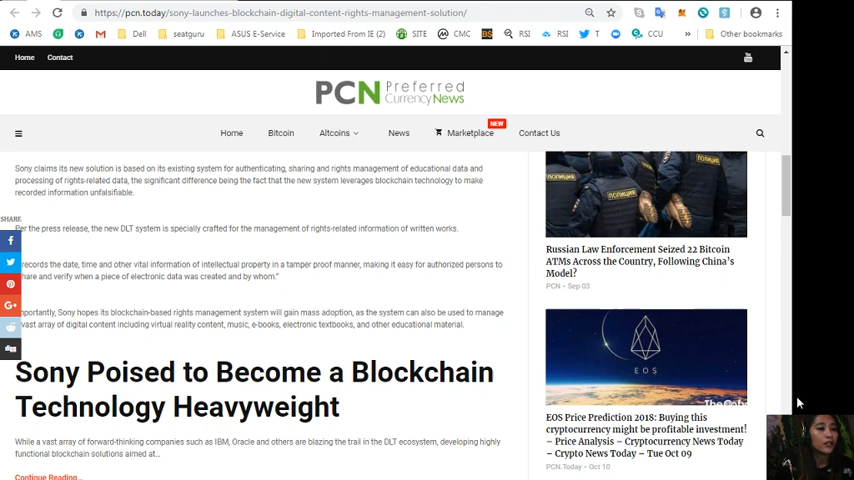 https://pcn.today/sony-launches-blockchain-digital-content-rights-management-solution/
AMS
Dell
seatguru
ASUS E-Service
Imported From IE (2)
SITE
CMC
RSI
RSI
T
CCU
»
Other bookmarks
Home
Contact
PCN Preferred
Currency News
Home
Bitcoin
Altcoins
News
Marketplace
NEW
Contact Us
Sony claims its new solution is based on its existing system for authenticating, sharing and rights management of educational data and
processing of rights-related data, the significant difference being the fact that the new system leverages blockchain technology to make
recorded information unfalsifiable.
SHARE
Per the press release, the new DLT system is specially crafted for the management of rights-related information of written works.
records the date, time and other vital information of intellectual property in a tamper proof manner, making it easy for authorized persons to
share and verify when a piece of electronic data was created and by whom."
mportantly, Sony hopes its blockchain-based rights management system will gain mass adoption, as the system can also be used to manage
vast array of digital content including virtual reality content, music, e-books, electronic textbooks, and other educational material.
Sony Poised to Become a Blockchain
Technology Heavyweight
While a vast array of forward-thinking companies such as IBM, Oracle and others are blazing the trail in the DLT ecosystem, developing highly
functional blockchain solutions aimed at…
Continue Reading…
ПОЛИЦИЯ
ПОЛИЦИЯ
Russian Law Enforcement Seized 22 Bitcoin
ATMs Across the Country, Following China's
Model?
PCN - Sep 03
EOS
EOS Price Prediction 2018: Buying this
cryptocurrency might be profitable investment!
– Price Analysis – Cryptocurrency News Today
– Crypto News Today – Tue Oct 09
PCN.Today - Oct 10